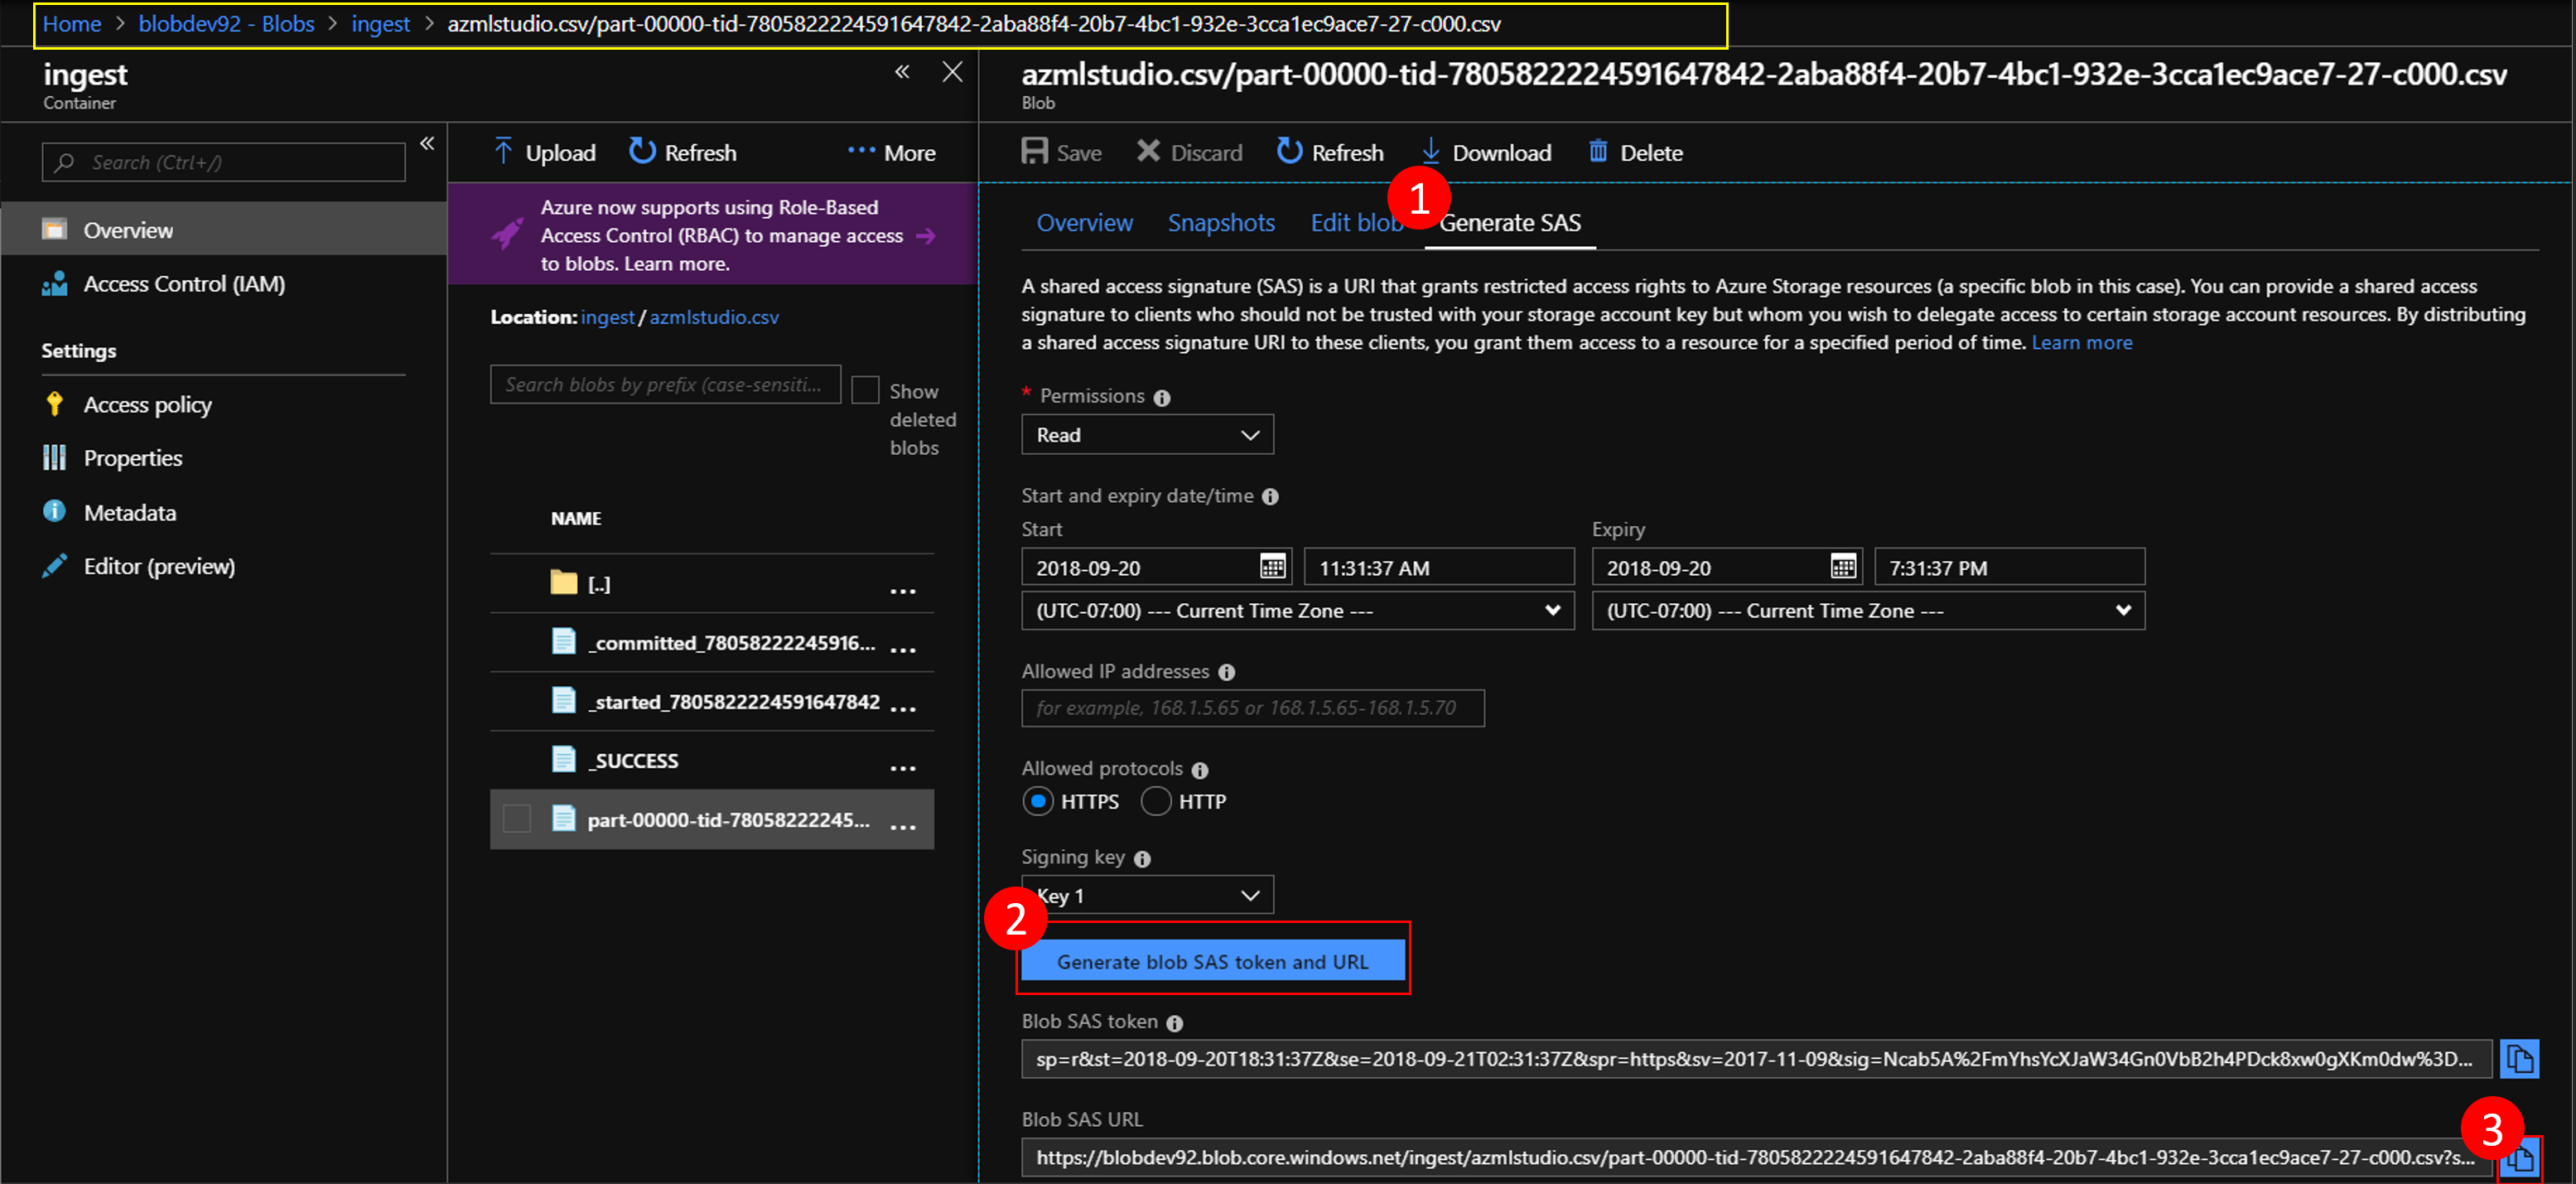 Home > blobdev92 - Blobs > ingest > azmlstudio.csv/part-00000-tid-7805822224591647842-2aba88f4-20b7-4bc1-932e-3cca1ec9ace7-27-c000.csv
ingest
Container
Search (Ctrl+/)
Overview
Access Control (IAM)
Settings
Access policy
Properties
Metadata
Editor (preview)
Upload Refresh ... More
Azure now supports using Role-Based
Access Control (RBAC) to manage access
to blobs. Learn more.
Location: ingest / azmlstudio.csv
Search blobs by prefix (case-sensiti...
Show
deleted
blobs
NAME
[..] ...
_committed_78058222245916... ...
_started_7805822224591647842 ...
_SUCCESS ...
part-00000-tid-78058222245... ...
azmlstudio.csv/part-00000-tid-7805822224591647842-2aba88f4-20b7-4bc1-932e-3cca1ec9ace7-27-c000.csv
Blob
Save Discard Refresh Download Delete
1
Overview Snapshots Edit blob Generate SAS
A shared access signature (SAS) is a URI that grants restricted access rights to Azure Storage resources (a specific blob in this case). You can provide a shared access
signature to clients who should not be trusted with your storage account key but whom you wish to delegate access to certain storage account resources. By distributing
a shared access signature URI to these clients, you grant them access to a resource for a specified period of time. Learn more
* Permissions
Read
Start and expiry date/time
Start Expiry
2018-09-20 11:31:37 AM 2018-09-20 7:31:37 PM
(UTC-07:00) --- Current Time Zone --- (UTC-07:00) --- Current Time Zone ---
Allowed IP addresses
for example, 168.1.5.65 or 168.1.5.65-168.1.5.70
Allowed protocols
HTTPS HTTP
Signing key
Key 1
2
Generate blob SAS token and URL
Blob SAS token
sp=r&st=2018-09-20T18:31:37Z&se=2018-09-21T02:31:37Z&spr=https&sv=2017-11-09&sig=Ncab5A%2FmYhsYcXJaW34Gn0VbB2h4PDck8xw0gXKm0dw%3D...
Blob SAS URL
3
https://blobdev92.blob.core.windows.net/ingest/azmlstudio.csv/part-00000-tid-7805822224591647842-2aba88f4-20b7-4bc1-932e-3cca1ec9ace7-27-c000.csv?s...